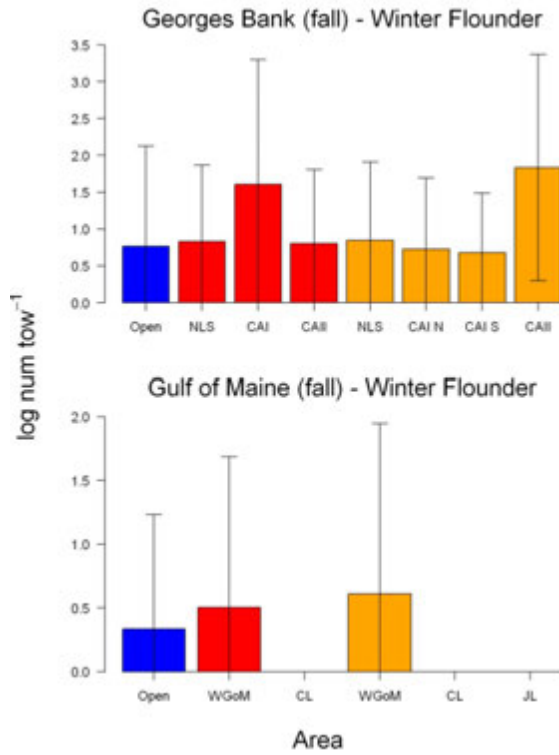 Georges Bank (fall) - Winter Flounder
3.5
3.0
2.5
2.0
1.5
1.0
0.5
0.0
Open NLS CAI CAII NLS CAI N CAI S CAII
log num tow⁻¹
Gulf of Maine (fall) - Winter Flounder
2.0
1.5
1.0
0.5
0.0
Open WGoM CL WGoM CL JL
Area